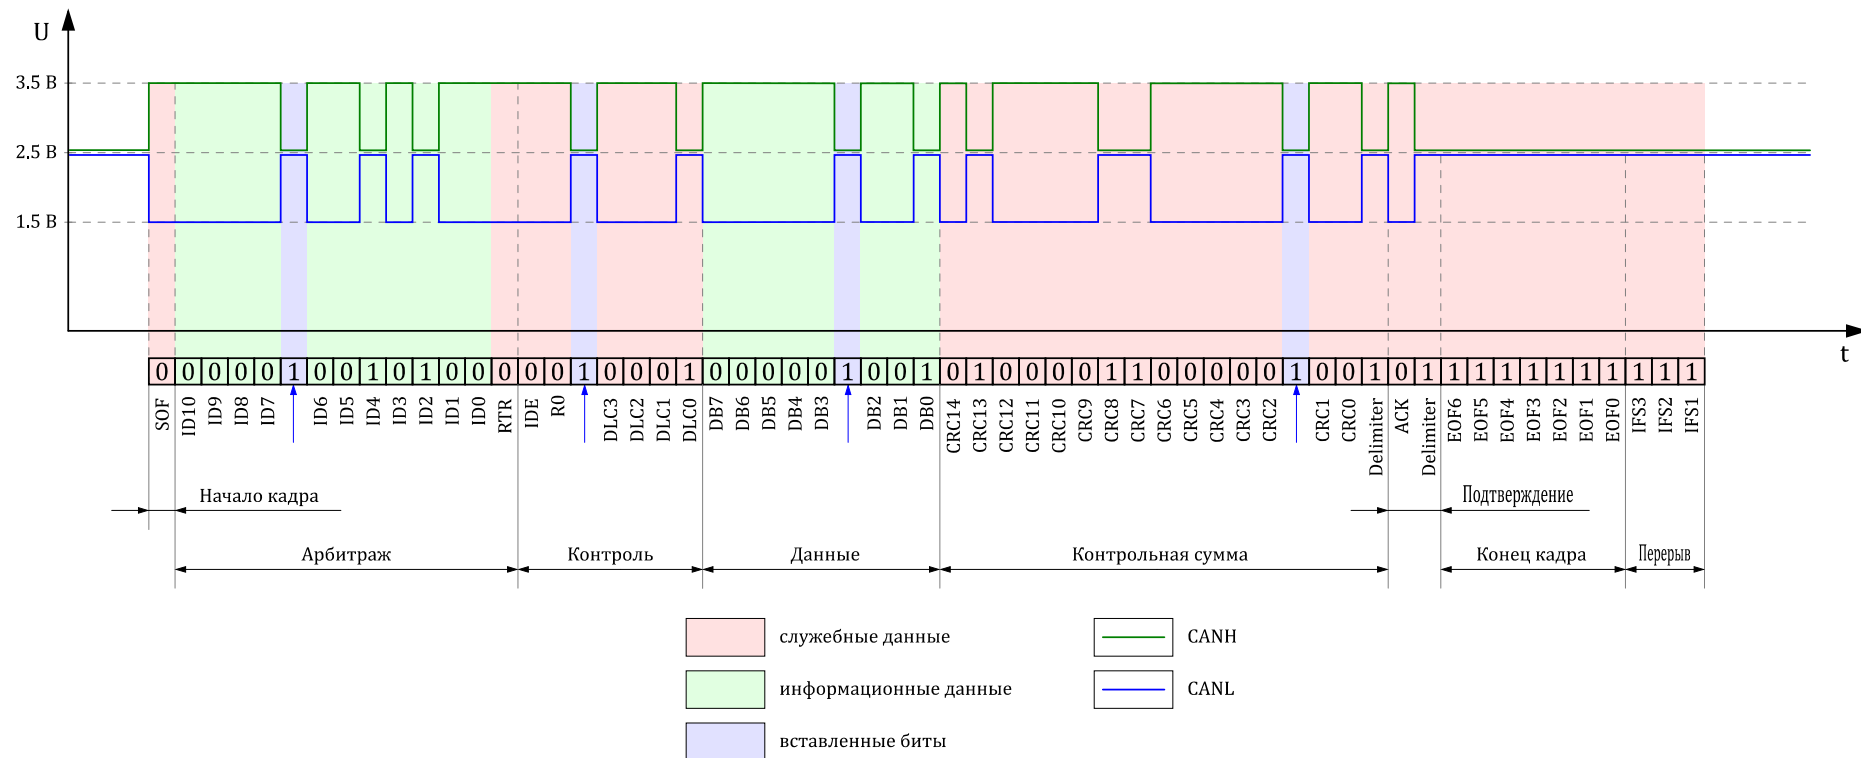 U
3.5 В
2.5 В
1.5 В
t
0 0 0 0 0 1 0 0 1 0 1 0 0 0 0 0 1 0 0 0 1 0 0 0 0 0 1 0 0 1 0 1 0 0 0 0 1 1 0 0 0 0 0 1 0 0 1 0 1 1 1 1 1 1 1 1 1 1 1
SOF ID10 ID9 ID8 ID7 ID6 ID5 ID4 ID3 ID2 ID1 ID0 RTR IDE R0 DLC3 DLC2 DLC1 DLC0 DB7 DB6 DB5 DB4 DB3 DB2 DB1 DB0 CRC14 CRC13 CRC12 CRC11 CRC10 CRC9 CRC8 CRC7 CRC6 CRC5 CRC4 CRC3 CRC2 CRC1 CRC0 Delimiter ACK Delimiter EOF6 EOF5 EOF4 EOF3 EOF2 EOF1 EOF0 IFS3 IFS2 IFS1
Начало кадра Подтверждение
Арбитраж Контроль Данные Контрольная сумма Конец кадра Перерыв
служебные данные CANH
информационные данные CANL
вставленные биты